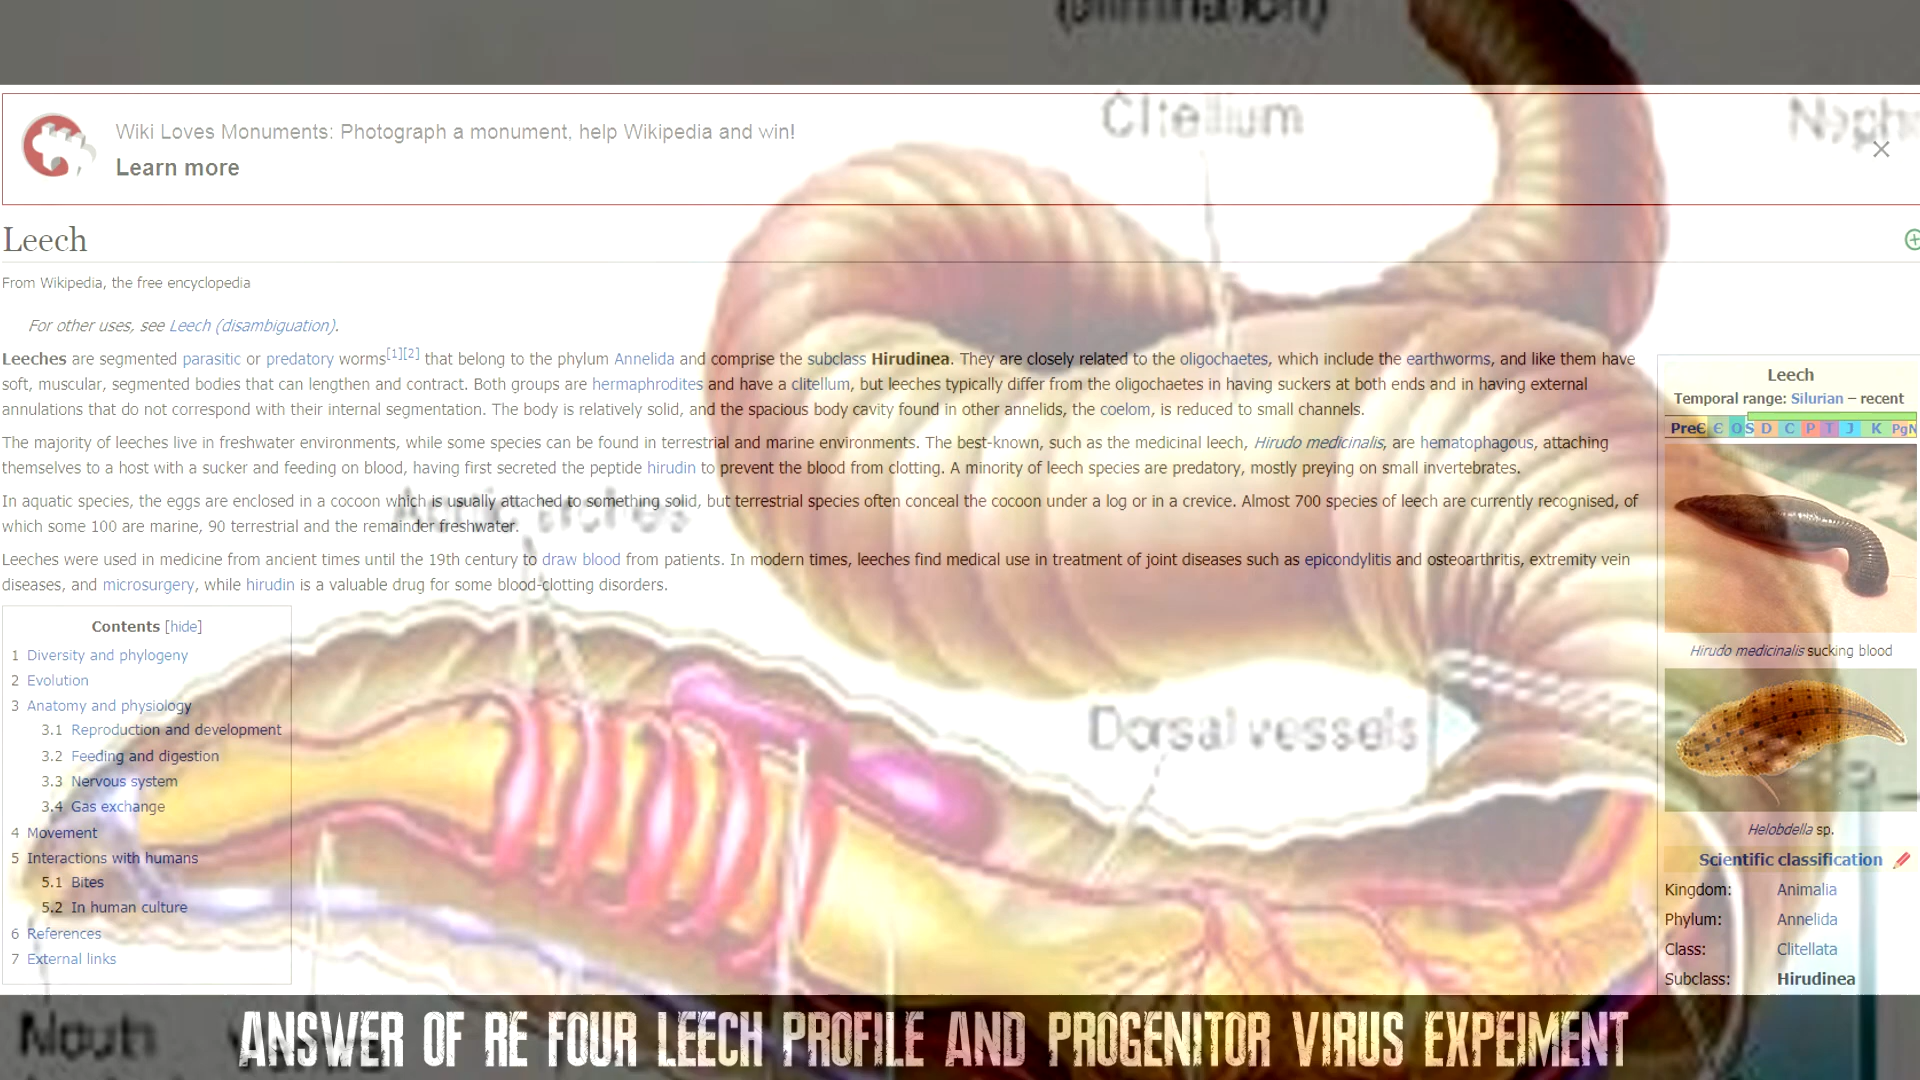 (elimination)
Clitellum
Wiki Loves Monuments: Photograph a monument, help Wikipedia and win!
Learn more
Leech
From Wikipedia, the free encyclopedia
For other uses, see Leech (disambiguation).
Leeches are segmented parasitic or predatory worms[1][2] that belong to the phylum Annelida and comprise the subclass Hirudinea. They are closely related to the oligochaetes, which include the earthworms, and like them have
soft, muscular, segmented bodies that can lengthen and contract. Both groups are hermaphrodites and have a clitellum, but leeches typically differ from the oligochaetes in having suckers at both ends and in having external
annulations that do not correspond with their internal segmentation. The body is relatively solid, and the spacious body cavity found in other annelids, the coelom, is reduced to small channels.
The majority of leeches live in freshwater environments, while some species can be found in terrestrial and marine environments. The best-known, such as the medicinal leech, Hirudo medicinalis, are hematophagous, attaching
themselves to a host with a sucker and feeding on blood, having first secreted the peptide hirudin to prevent the blood from clotting. A minority of leech species are predatory, mostly preying on small invertebrates.
In aquatic species, the eggs are enclosed in a cocoon which is usually attached to something solid, but terrestrial species often conceal the cocoon under a log or in a crevice. Almost 700 species of leech are currently recognised, of
which some 100 are marine, 90 terrestrial and the remainder freshwater.
Leeches were used in medicine from ancient times until the 19th century to draw blood from patients. In modern times, leeches find medical use in treatment of joint diseases such as epicondylitis and osteoarthritis, extremity vein
diseases, and microsurgery, while hirudin is a valuable drug for some blood-clotting disorders.
Contents [hide]
1 Diversity and phylogeny
2 Evolution
3 Anatomy and physiology
3.1 Reproduction and development
3.2 Feeding and digestion
3.3 Nervous system
3.4 Gas exchange
4 Movement
5 Interactions with humans
5.1 Bites
5.2 In human culture
6 References
7 External links
Dorsal vessels
Leech
Temporal range: Silurian – recent
PreЄ Є O S D C P T J K PgN
Hirudo medicinalis sucking blood
Helobdella sp.
Scientific classification
Kingdom: Animalia
Phylum: Annelida
Class: Clitellata
Subclass: Hirudinea
Mouth
ANSWER OF RE FOUR LEECH PROFILE AND PROGENITOR VIRUS EXPEIMENT